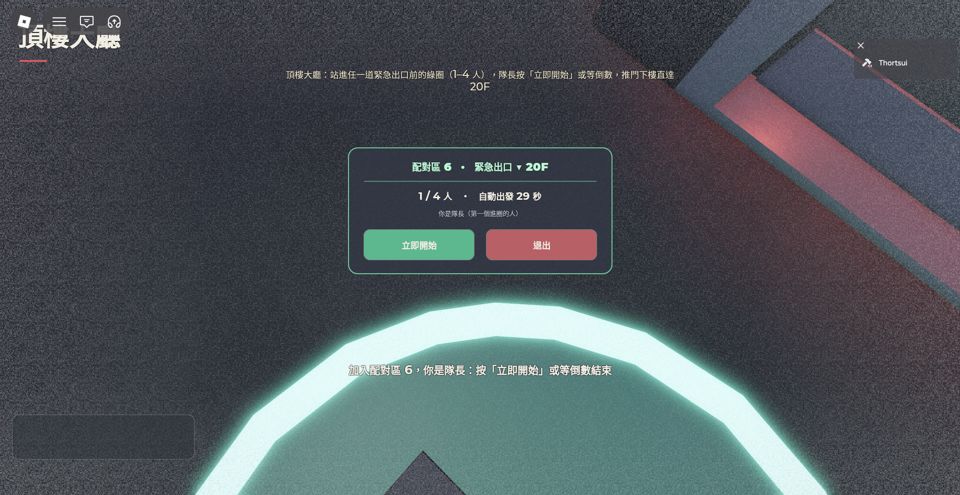 頂樓大廳
Thortsui
頂樓大廳：站進任一道緊急出口前的綠圈（1–4 人），隊長按「立即開始」或等倒數，推門下樓直達
20F
配對區 6 • 緊急出口 ▼ 20F
1 / 4 人 • 自動出發 29 秒
你是隊長（第一個進圈的人）
立即開始
退出
加入配對區 6，你是隊長：按「立即開始」或等倒數結束